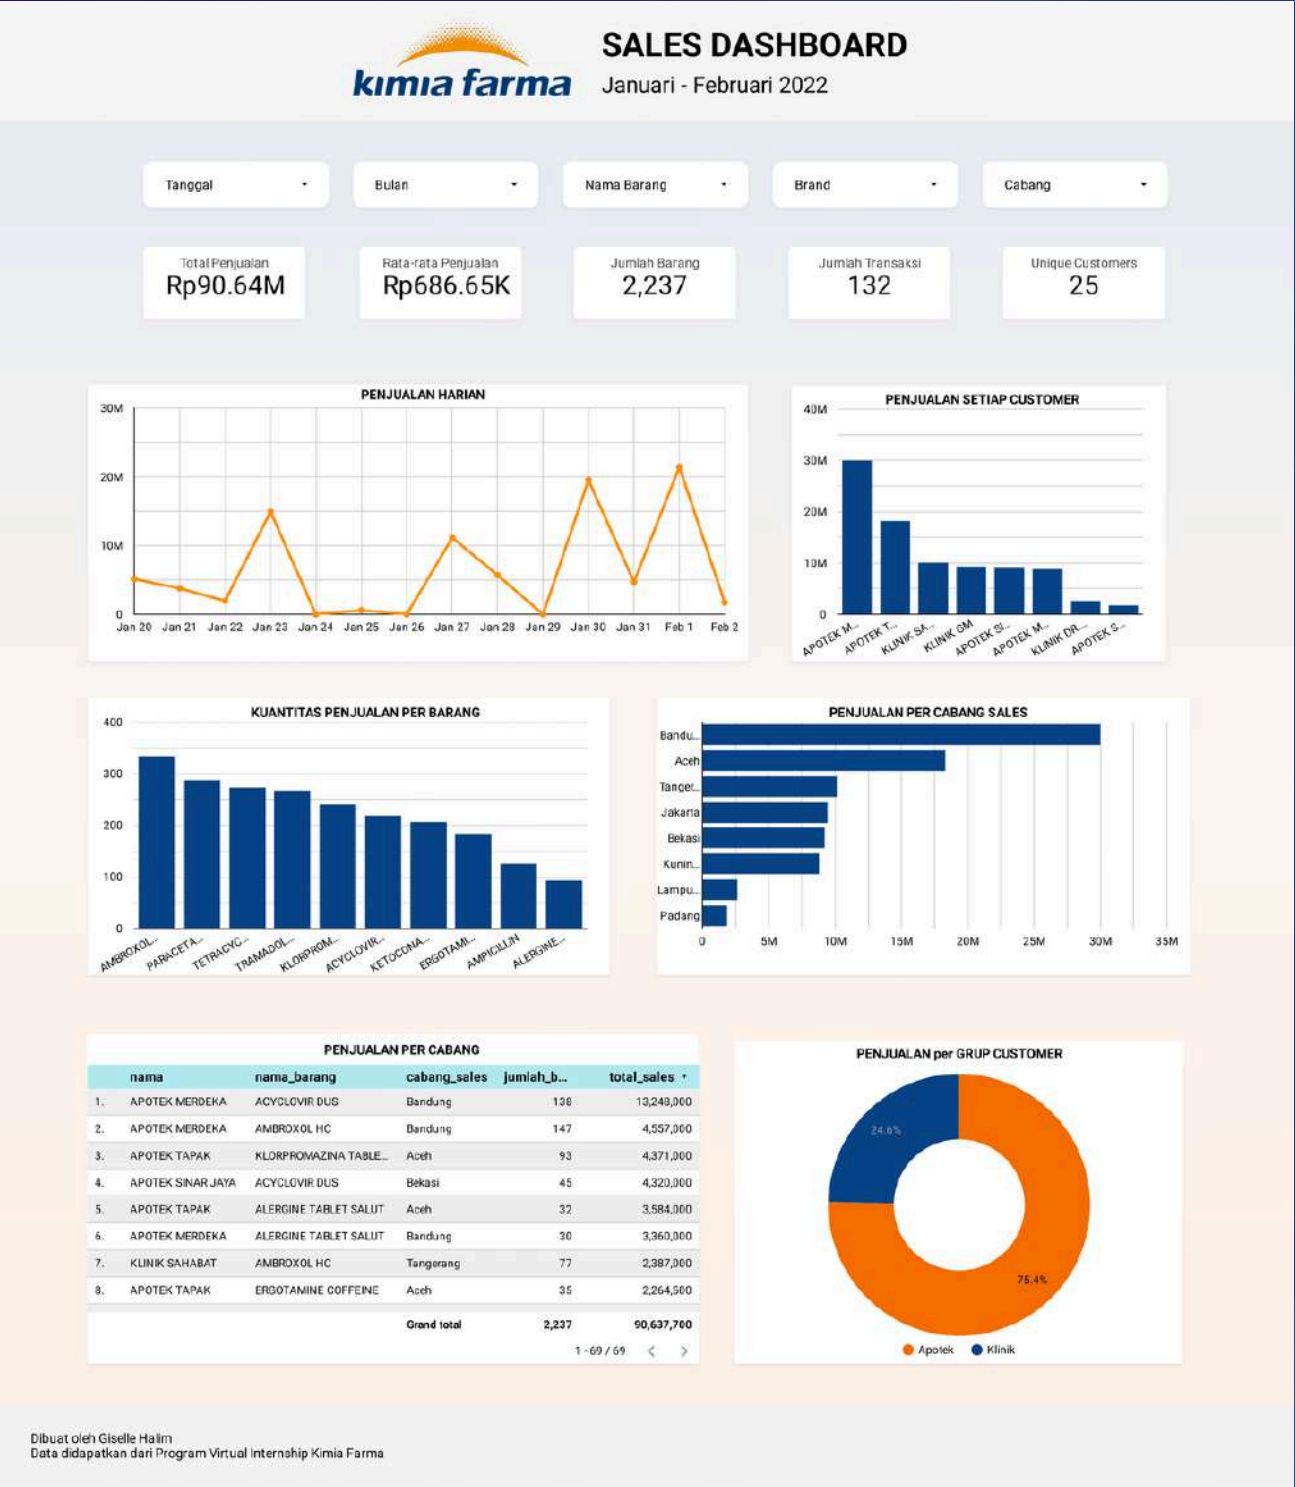 kimia farma
SALES DASHBOARD
Januari - Februari 2022
Tanggal
Bulan
Nama Barang
Brand
Cabang
Total Penjualan
Rp90.64M
Rata-rata Penjualan
Rp686.65K
Jumlah Barang
2,237
Jumlah Transaksi
132
Unique Customers
25
PENJUALAN HARIAN
30M
20M
10M
0
Jan 20 Jan 21 Jan 22 Jan 23 Jan 24 Jan 25 Jan 26 Jan 27 Jan 28 Jan 29 Jan 30 Jan 31 Feb 1 Feb 2
PENJUALAN SETIAP CUSTOMER
40M
30M
20M
10M
0
APOTEK M... APOTEK T... KLINIK SA... KLINIK GM APOTEK SI... APOTEK M... KLINIK DR... APOTEK S...
KUANTITAS PENJUALAN PER BARANG
400
300
200
100
0
AMBROXOL... PARACETA... TETRACYC... TRAMADOL... KLORPROM... ACYCLOVIR... KETOCONA... ERGOTAMI... AMPICILLIN ALERGINE...
PENJUALAN PER CABANG SALES
Bandu...
Aceh
Tanger...
Jakarta
Bekasi
Kunin...
Lampu...
Padang
0 5M 10M 15M 20M 25M 30M 35M
PENJUALAN PER CABANG
nama nama_barang cabang_sales jumlah_b... total_sales
1. APOTEK MERDEKA ACYCLOVIR DUS Bandung 138 13,248,000
2. APOTEK MERDEKA AMBROXOL HC Bandung 147 4,557,000
3. APOTEK TAPAK KLORPROMAZINA TABLE... Aceh 93 4,371,000
4. APOTEK SINAR JAYA ACYCLOVIR DUS Bekasi 45 4,320,000
5. APOTEK TAPAK ALERGINE TABLET SALUT Aceh 32 3,584,000
6. APOTEK MERDEKA ALERGINE TABLET SALUT Bandung 30 3,360,000
7. KLINIK SAHABAT AMBROXOL HC Tangerang 77 2,387,000
8. APOTEK TAPAK ERGOTAMINE COFFEINE Aceh 35 2,264,500
Grand total 2,237 90,637,700
1 - 69 / 69 < >
PENJUALAN per GRUP CUSTOMER
24.6%
75.4%
Apotek Klinik
Dibuat oleh Giselle Halim
Data didapatkan dari Program Virtual Internship Kimia Farma